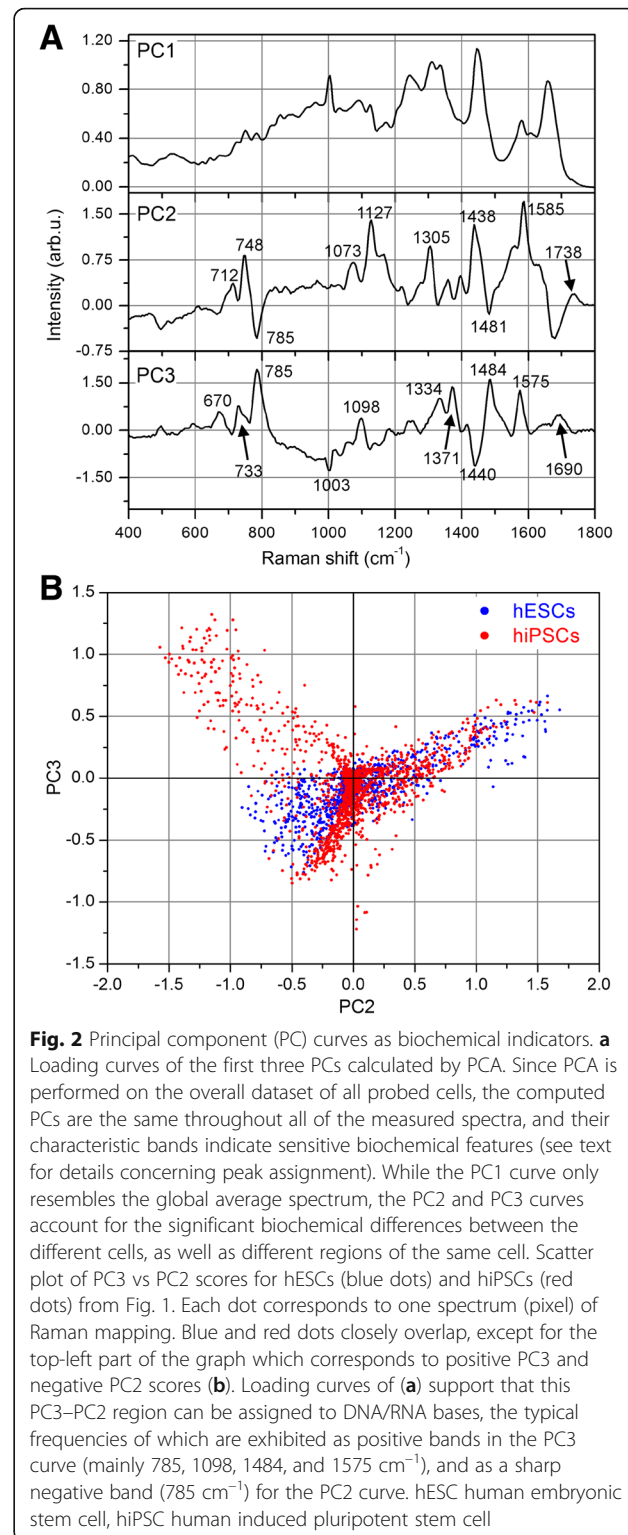 A
PC1
1.20
0.80
0.40
0.00
PC2
1.50
0.75
0.00
-0.75
712
748
785
1073
1127
1305
1438
1481
1585
1738
PC3
1.50
0.00
-1.50
670
733
785
1003
1098
1334
1371
1440
1484
1575
1690
Intensity (arb.u.)
400 600 800 1000 1200 1400 1600 1800
Raman shift (cm⁻¹)
B
hESCs
hiPSCs
1.5
1.0
0.5
0.0
-0.5
-1.0
-1.5
PC3
-2.0 -1.5 -1.0 -0.5 0.0 0.5 1.0 1.5 2.0
PC2
Fig. 2 Principal component (PC) curves as biochemical indicators. a
Loading curves of the first three PCs calculated by PCA. Since PCA is
performed on the overall dataset of all probed cells, the computed
PCs are the same throughout all of the measured spectra, and their
characteristic bands indicate sensitive biochemical features (see text
for details concerning peak assignment). While the PC1 curve only
resembles the global average spectrum, the PC2 and PC3 curves
account for the significant biochemical differences between the
different cells, as well as different regions of the same cell. Scatter
plot of PC3 vs PC2 scores for hESCs (blue dots) and hiPSCs (red
dots) from Fig. 1. Each dot corresponds to one spectrum (pixel) of
Raman mapping. Blue and red dots closely overlap, except for the
top-left part of the graph which corresponds to positive PC3 and
negative PC2 scores (b). Loading curves of (a) support that this
PC3–PC2 region can be assigned to DNA/RNA bases, the typical
frequencies of which are exhibited as positive bands in the PC3
curve (mainly 785, 1098, 1484, and 1575 cm⁻¹), and as a sharp
negative band (785 cm⁻¹) for the PC2 curve. hESC human embryonic
stem cell, hiPSC human induced pluripotent stem cell